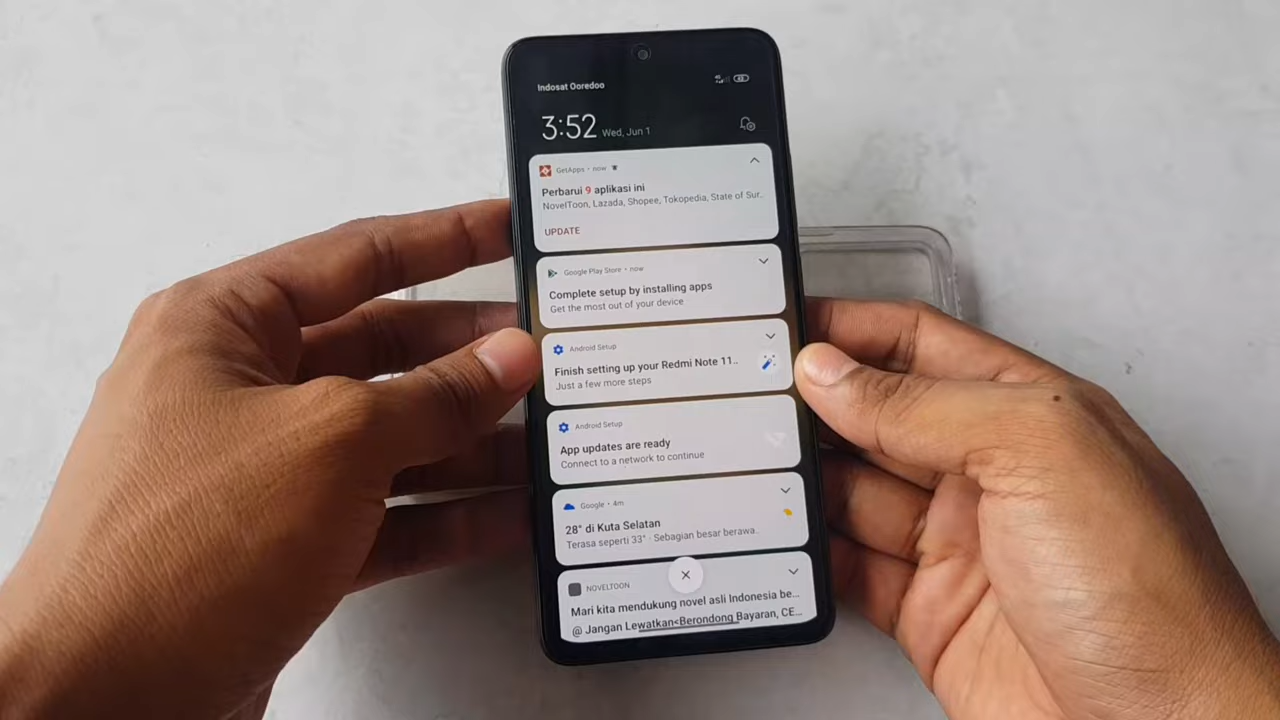 Indosat Ooredoo
3:52 Wed, Jun 1
GetApps • now
Perbarui 9 aplikasi ini
NovelToon, Lazada, Shopee, Tokopedia, State of Sur..
UPDATE
Google Play Store • now
Complete setup by installing apps
Get the most out of your device
Android Setup
Finish setting up your Redmi Note 11..
Just a few more steps
Android Setup
App updates are ready
Connect to a network to continue
Google • 4m
28° di Kuta Selatan
Terasa seperti 33° · Sebagian besar berawa..
NOVELTOON
Mari kita mendukung novel asli Indonesia be...
@ Jangan Lewatkan<Berondong Bayaran, CE...